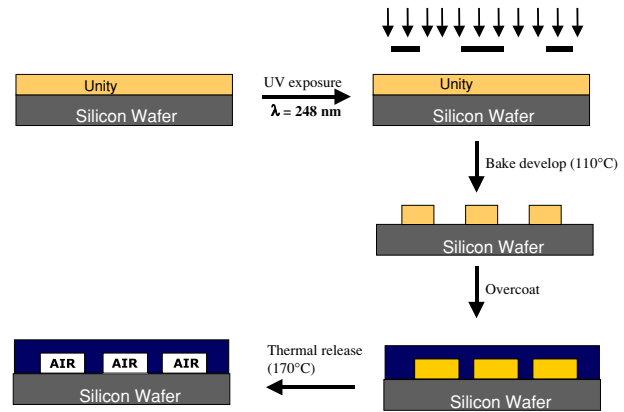 Unity
Silicon Wafer
UV exposure
λ = 248 nm
Unity
Silicon Wafer
Bake develop (110°C)
Silicon Wafer
Overcoat
Silicon Wafer
Thermal release
(170°C)
AIR AIR AIR
Silicon Wafer